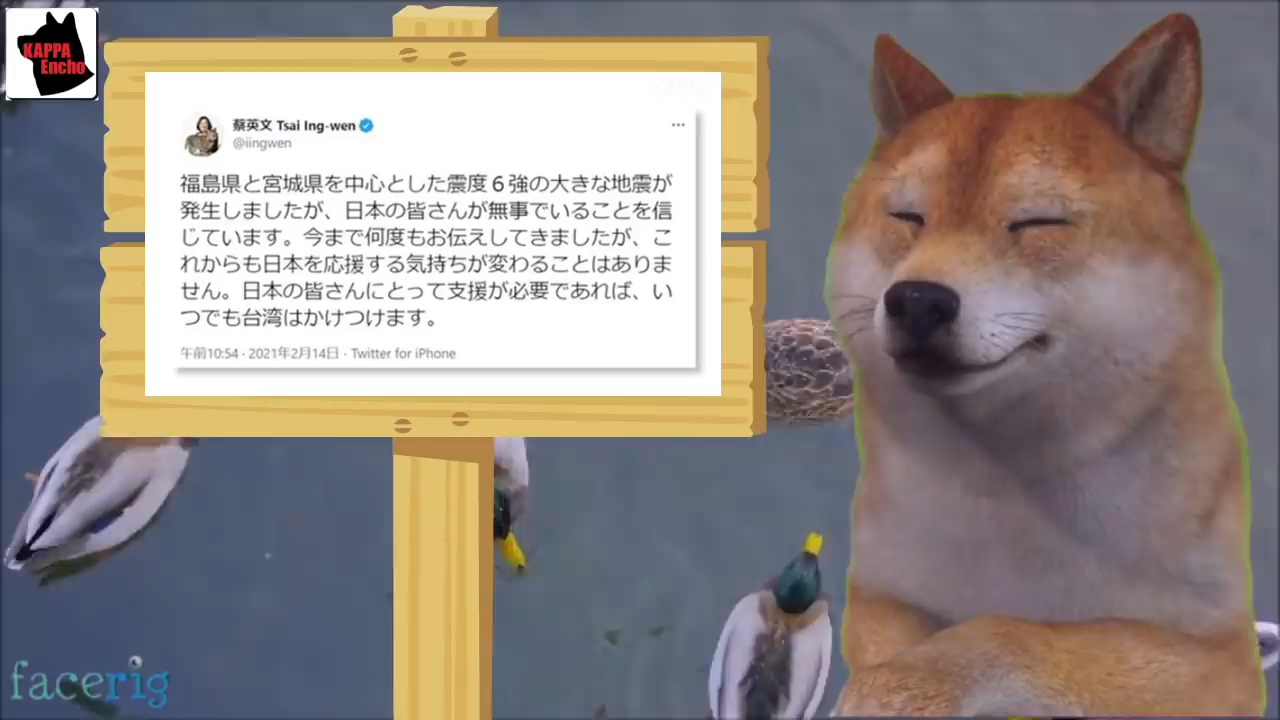 KAPPA
Encho
蔡英文 Tsai Ing-wen
@iingwen
福島県と宮城県を中心とした震度6強の大きな地震が
発生しましたが、日本の皆さんが無事でいることを信
じています。今まで何度もお伝えしてきましたが、こ
れからも日本を応援する気持ちが変わることはありま
せん。日本の皆さんにとって支援が必要であれば、い
つでも台湾はかけつけます。
午前10:54 · 2021年2月14日 · Twitter for iPhone
facerig